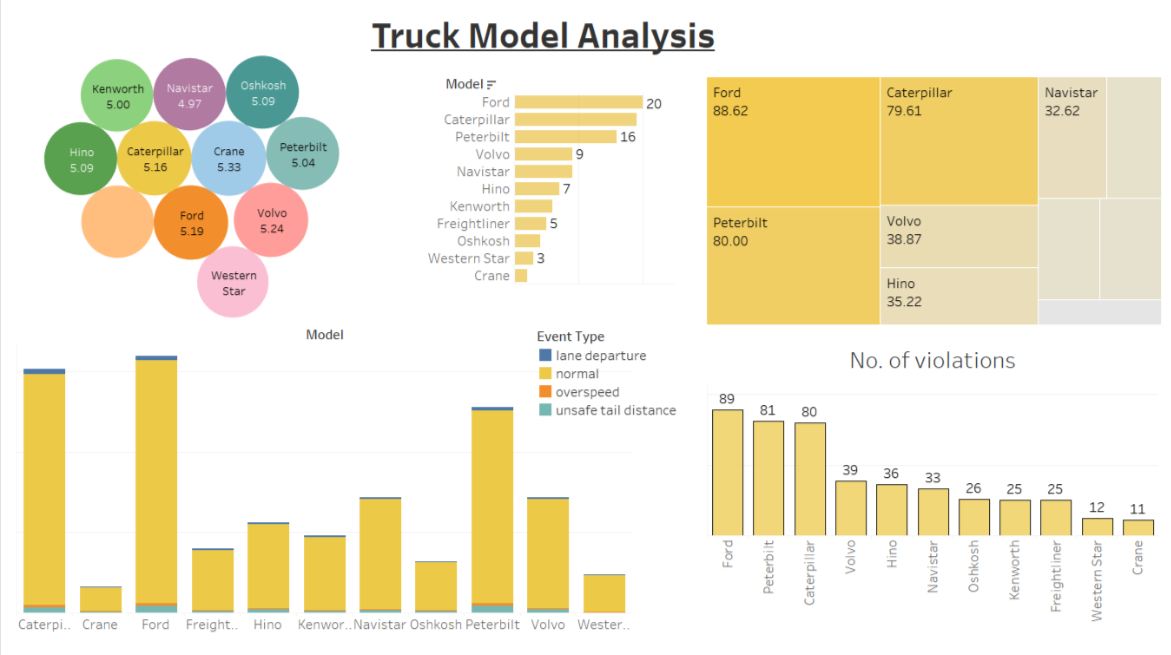 Truck Model Analysis
Kenworth
5.00
Navistar
4.97
Oshkosh
5.09
Hino
5.09
Caterpillar
5.16
Crane
5.33
Peterbilt
5.04
Ford
5.19
Volvo
5.24
Western
Star
Model
Ford 20
Caterpillar
Peterbilt 16
Volvo 9
Navistar
Hino 7
Kenworth
Freightliner 5
Oshkosh
Western Star 3
Crane
Ford
88.62
Caterpillar
79.61
Navistar
32.62
Peterbilt
80.00
Volvo
38.87
Hino
35.22
Model
Event Type
lane departure
normal
overspeed
unsafe tail distance
Caterpi.. Crane Ford Freight.. Hino Kenwor.. Navistar Oshkosh Peterbilt Volvo Wester..
No. of violations
89 81 80 39 36 33 26 25 25 12 11
Ford Peterbilt Caterpillar Volvo Hino Navistar Oshkosh Kenworth Freightliner Western Star Crane